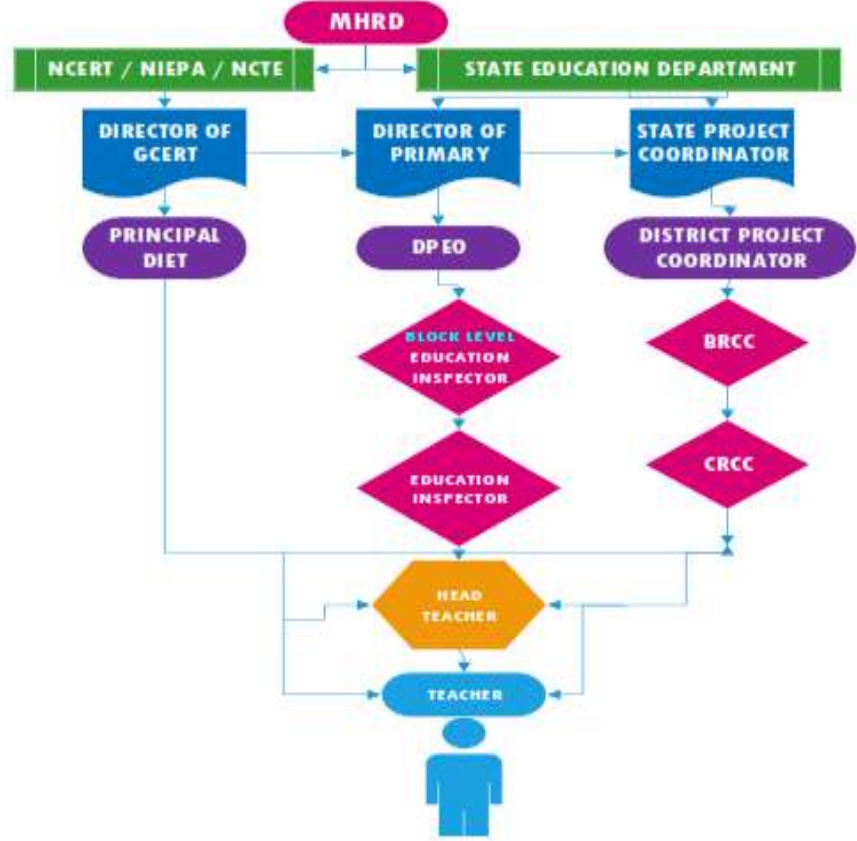 MHRD
NCERT / NIEPA / NCTE
STATE EDUCATION DEPARTMENT
DIRECTOR OF
GCERT
DIRECTOR OF
PRIMARY
STATE PROJECT
COORDINATOR
PRINCIPAL
DIET
DPEO
DISTRICT PROJECT
COORDINATOR
BLOCK LEVEL
EDUCATION
INSPECTOR
BRCC
EDUCATION
INSPECTOR
CRCC
HEAD
TEACHER
TEACHER